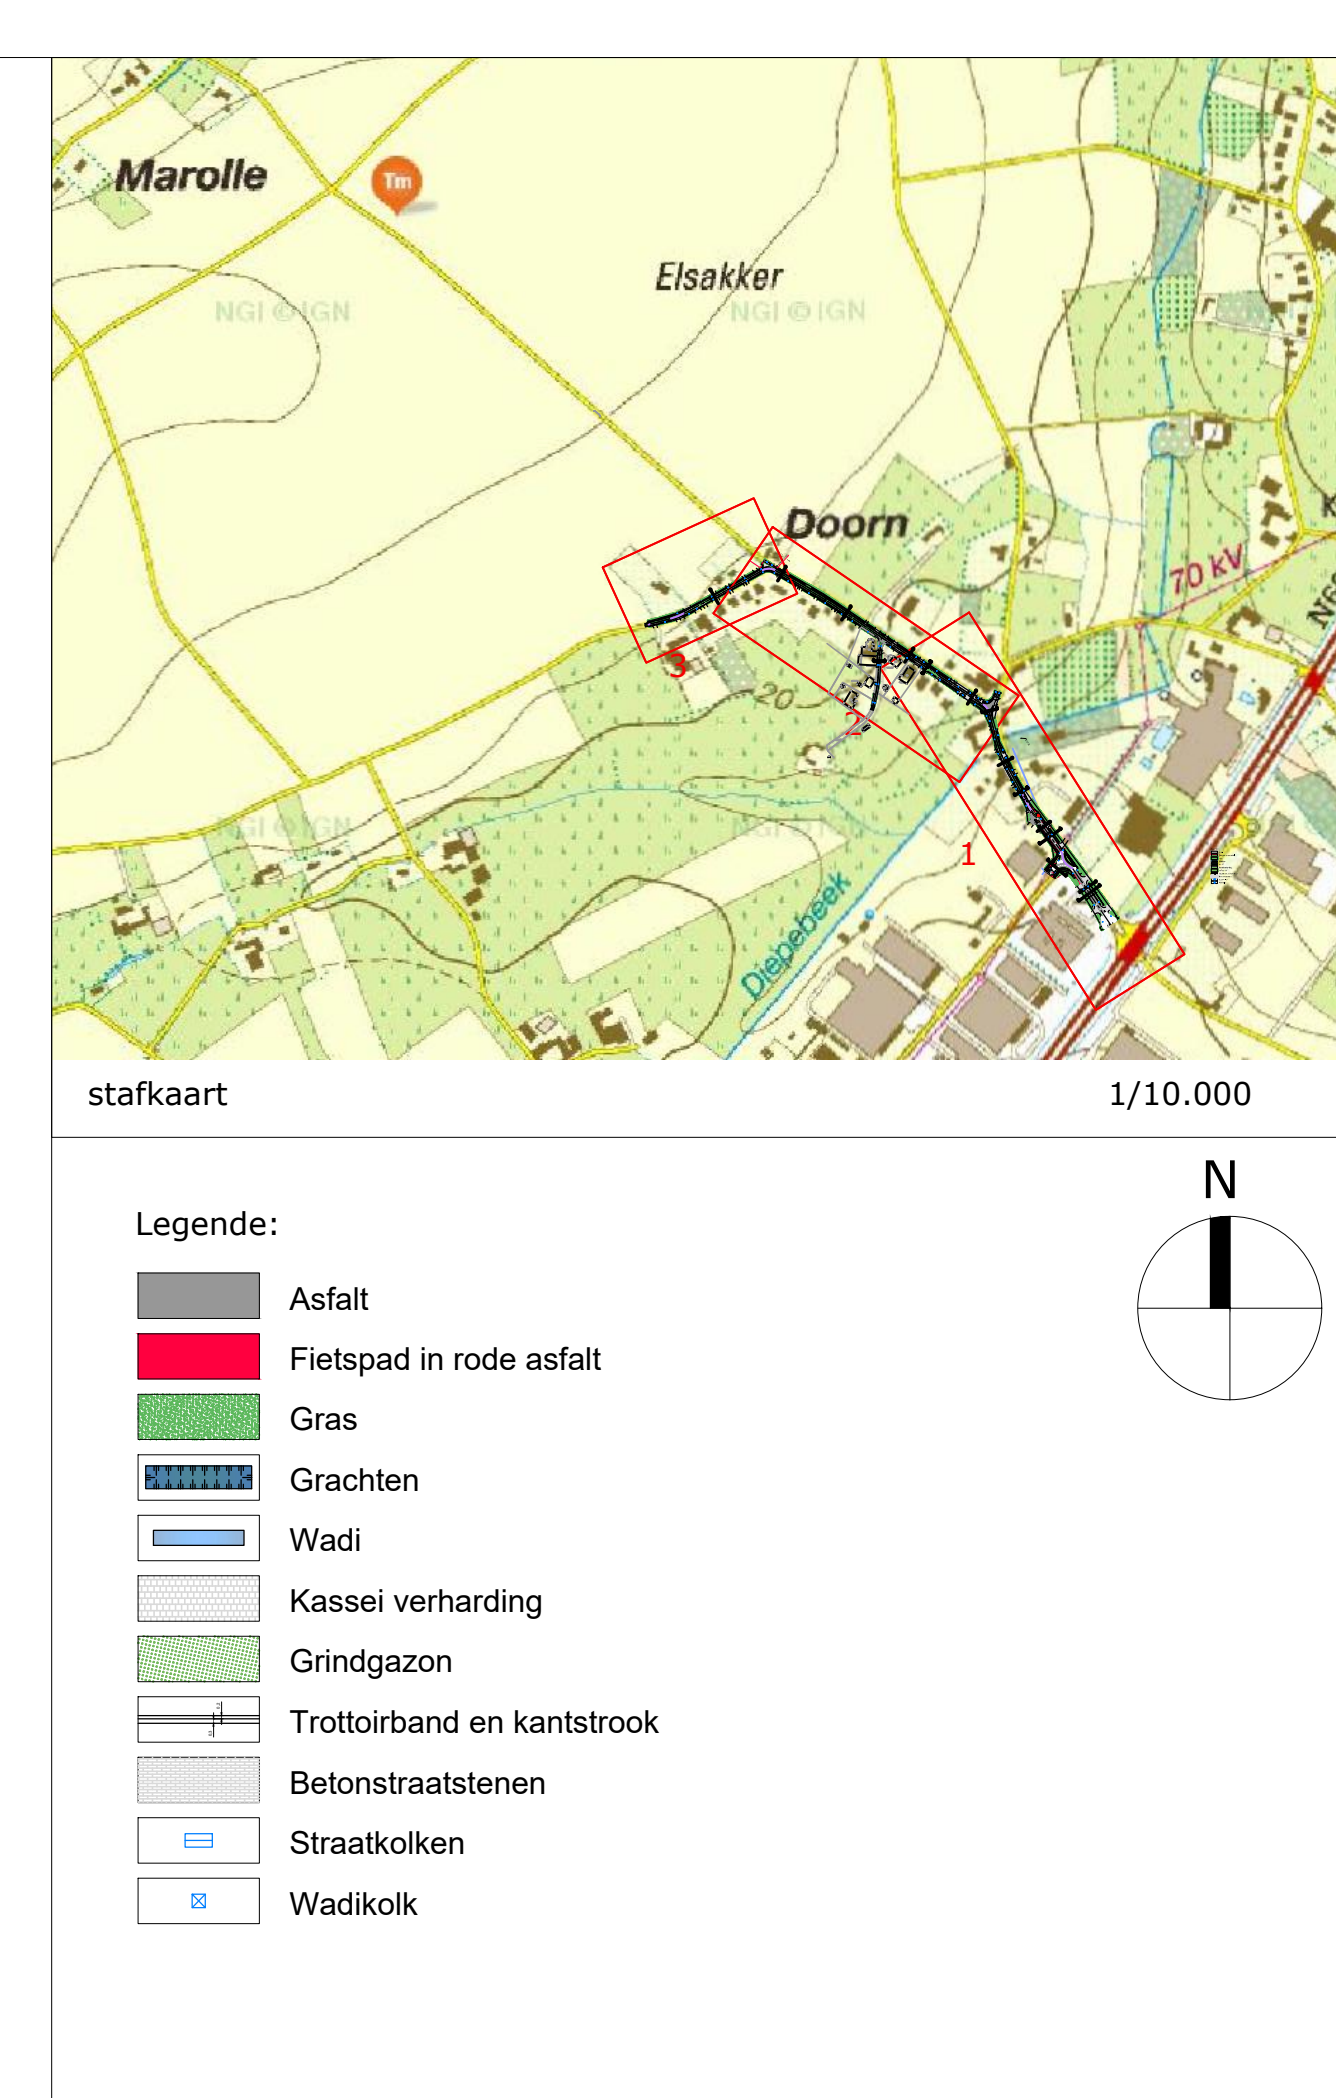 Marolle
Tm
Elsakker
NGI © IGN
NGI © IGN
Doorn
70 kV
3
20
2
NGI © IGN
NGI © IGN
1
Diepebeek
stafkaart
1/10.000
N
Legende:
Asfalt
Fietspad in rode asfalt
Gras
Grachten
Wadi
Kassei verharding
Grindgazon
Trottoirband en kantstrook
Betonstraatstenen
Straatkolken
Wadikolk